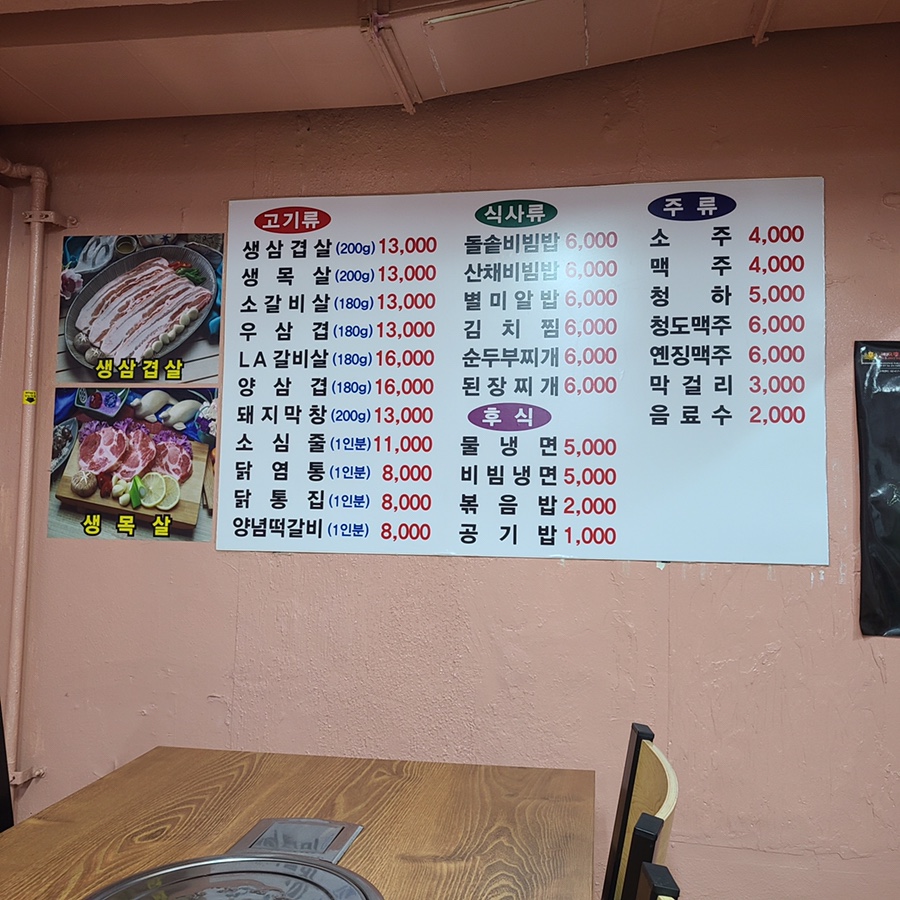 고기류
생삼겹살(200g) 13,000
생목살(200g) 13,000
소갈비살(180g) 13,000
우삼겹(180g) 13,000
LA갈비살(180g) 16,000
양삼겹(180g) 16,000
돼지막창(200g) 13,000
소심줄(1인분) 11,000
닭염통(1인분) 8,000
닭통집(1인분) 8,000
양념떡갈비(1인분) 8,000
식사류
돌솥비빔밥 6,000
산채비빔밥 6,000
별미알밥 6,000
김치찜 6,000
순두부찌개 6,000
된장찌개 6,000
후식
물냉면 5,000
비빔냉면 5,000
볶음밥 2,000
공기밥 1,000
주류
소주 4,000
맥주 4,000
청하 5,000
청도맥주 6,000
옌징맥주 6,000
막걸리 3,000
음료수 2,000
생삼겹살
생목살